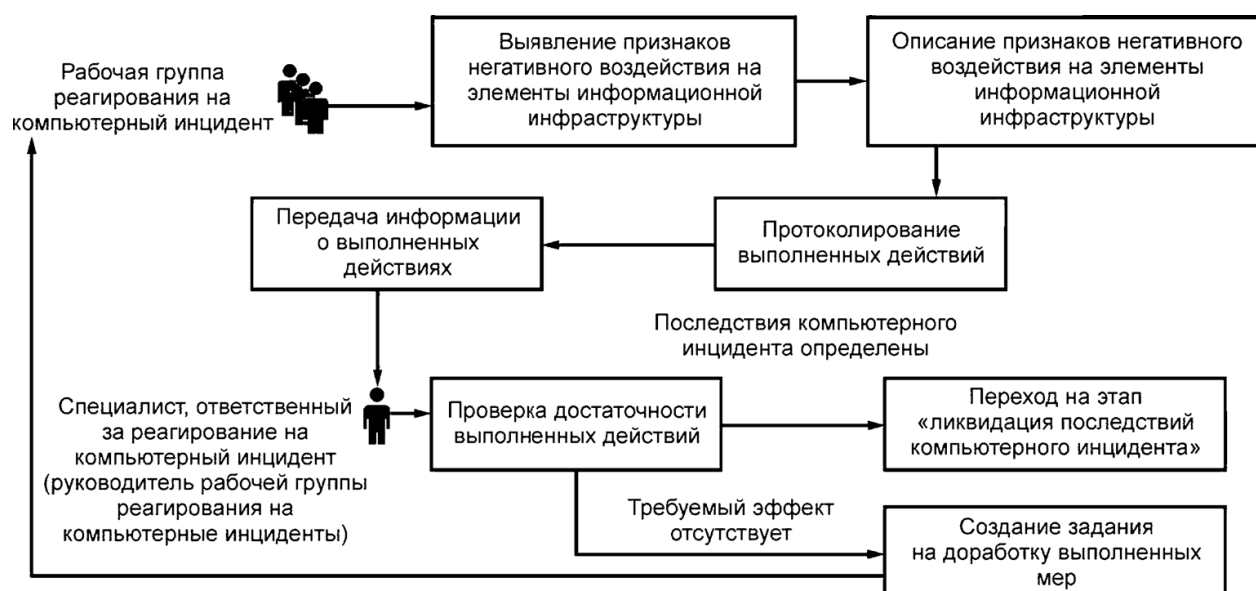 Рабочая группа
реагирования на
компьютерный инцидент
Выявление признаков
негативного воздействия на
элементы информационной
инфраструктуры
Описание признаков негативного
воздействия на элементы
информационной
инфраструктуры
Передача информации
о выполненных
действиях
Протоколирование
выполненных действий
Последствия компьютерного
инцидента определены
Специалист, ответственный
за реагирование на
компьютерный инцидент
(руководитель рабочей группы
реагирования на
компьютерные инциденты)
Проверка достаточности
выполненных действий
Переход на этап
«ликвидация последствий
компьютерного инцидента»
Требуемый эффект
отсутствует
Создание задания
на доработку выполненных
мер